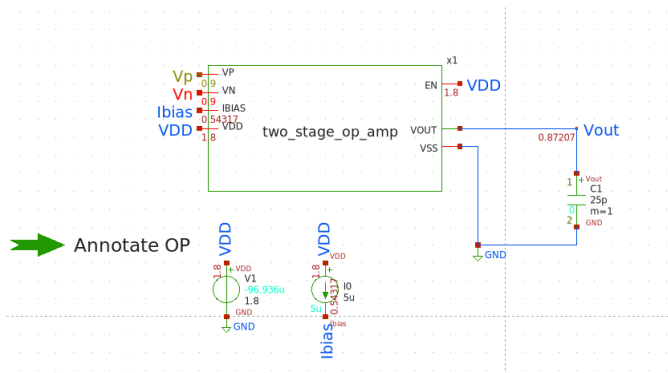 x1
Vp
VP
0.9
EN
VDD
1.8
Vn
VN
0.9
Ibias
IBIAS
0.54317
VDD
VDD
1.8
two_stage_op_amp
VOUT
VSS
0.87207
Vout
1
+
Vout
C1
25p
0
m=1
2
GND
GND
Annotate OP
VDD
1.8
+
VDD
V1
-96.936u
1.8
GND
GND
VDD
1.8
VDD
+
I0
5u
0.54317
5u
Ibias
Ibias